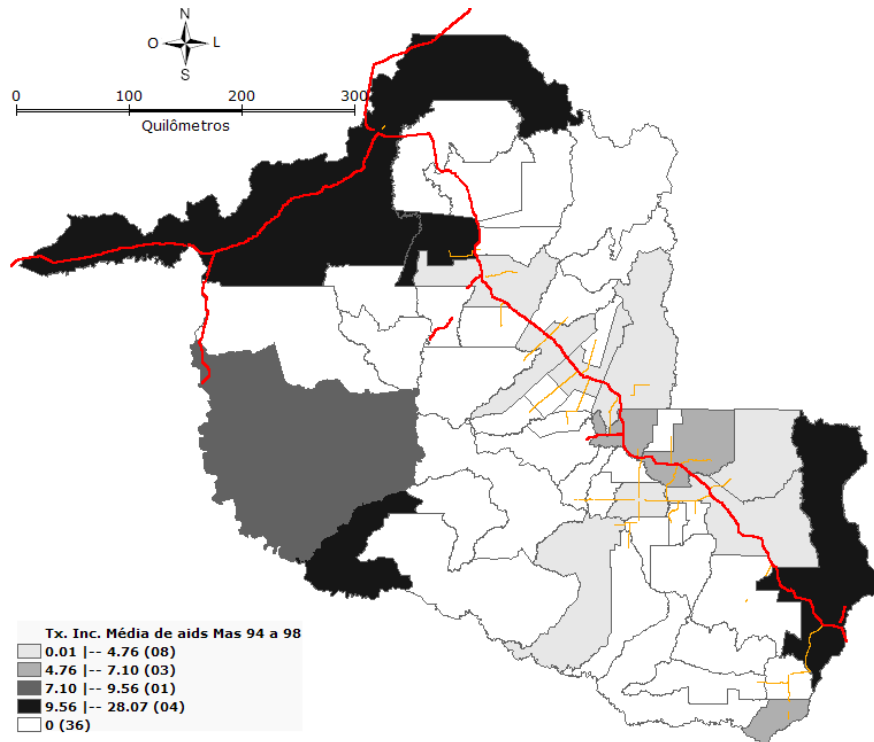 N
O L
S
0 100 200 300
Quilômetros
Tx. Inc. Média de aids Mas 94 a 98
0.01 |-- 4.76 (08)
4.76 |-- 7.10 (03)
7.10 |-- 9.56 (01)
9.56 |-- 28.07 (04)
0 (36)